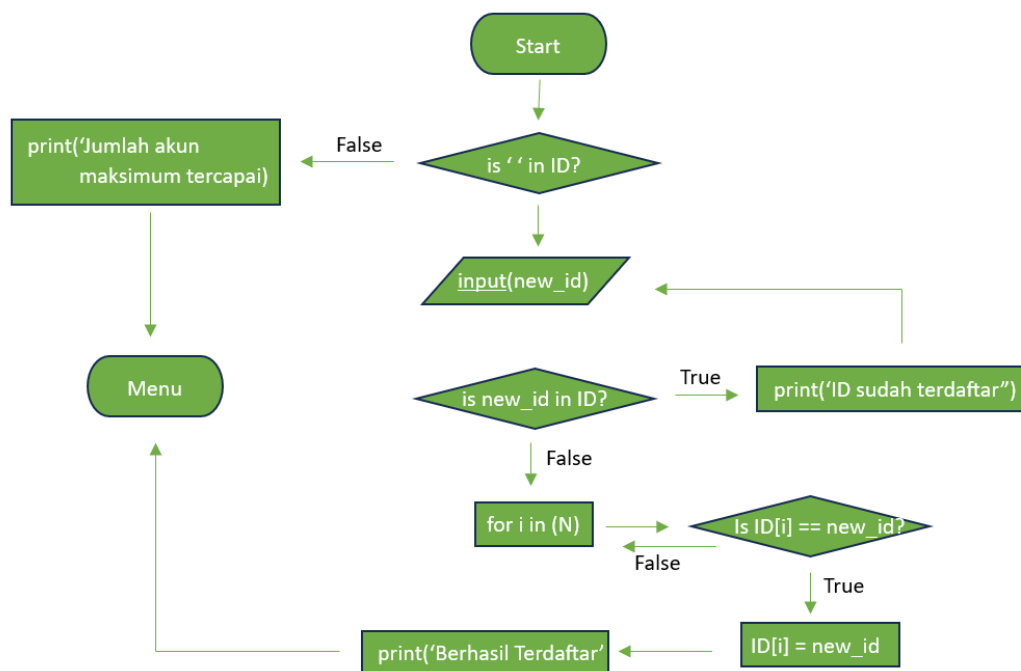 Start
is ‘ ‘ in ID?
False
print(‘Jumlah akun
maksimum tercapai)
input(new_id)
Menu
is new_id in ID?
True
print(‘ID sudah terdaftar”)
False
for i in (N)
Is ID[i] == new_id?
False
True
ID[i] = new_id
print(‘Berhasil Terdaftar’